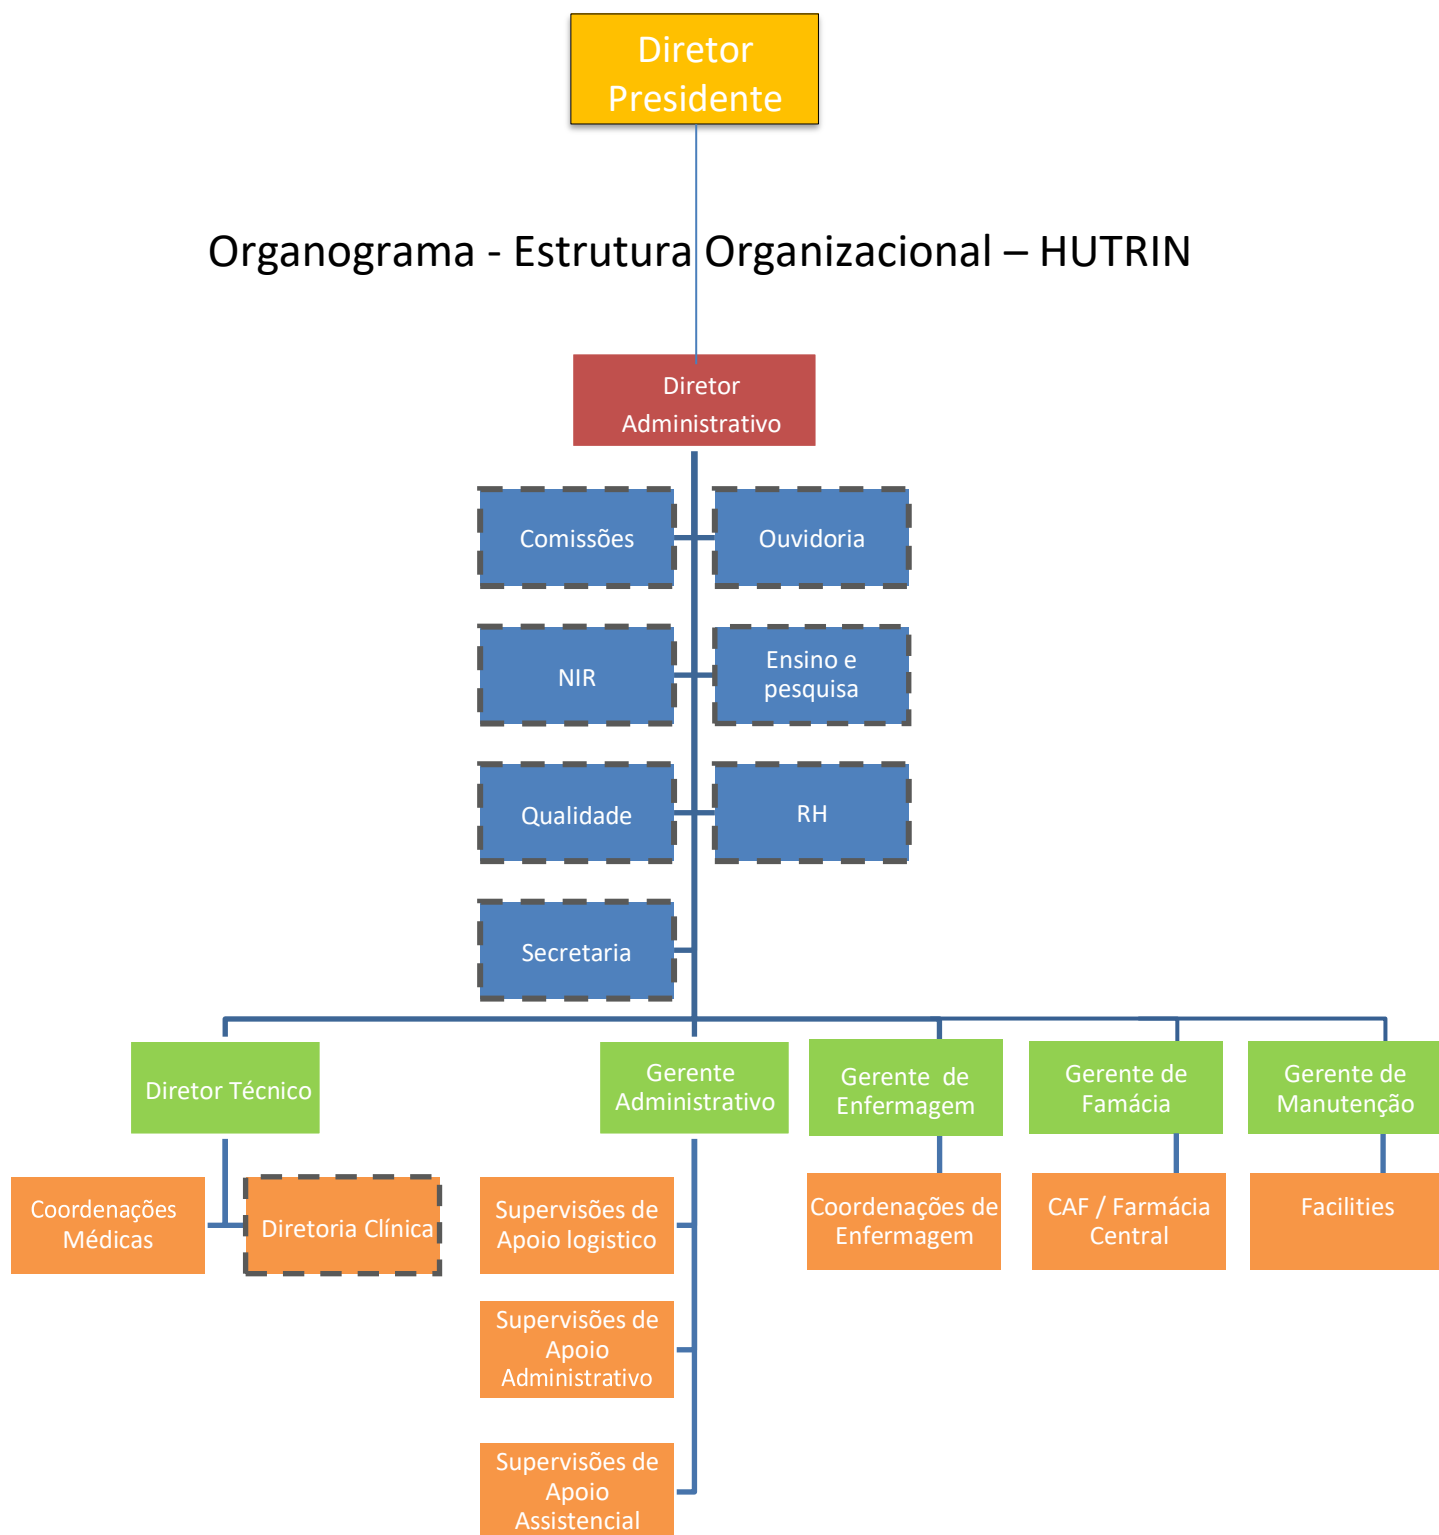 Diretor
Presidente
Organograma - Estrutura Organizacional – HUTRIN
Diretor
Administrativo
Comissões
Ouvidoria
NIR
Ensino e
pesquisa
Qualidade
RH
Secretaria
Diretor Técnico
Gerente
Administrativo
Gerente de
Enfermagem
Gerente de
Famácia
Gerente de
Manutenção
Coordenações
Médicas
Diretoria Clínica
Supervisões de
Apoio logistico
Coordenações de
Enfermagem
CAF / Farmácia
Central
Facilities
Supervisões de
Apoio
Administrativo
Supervisões de
Apoio
Assistencial